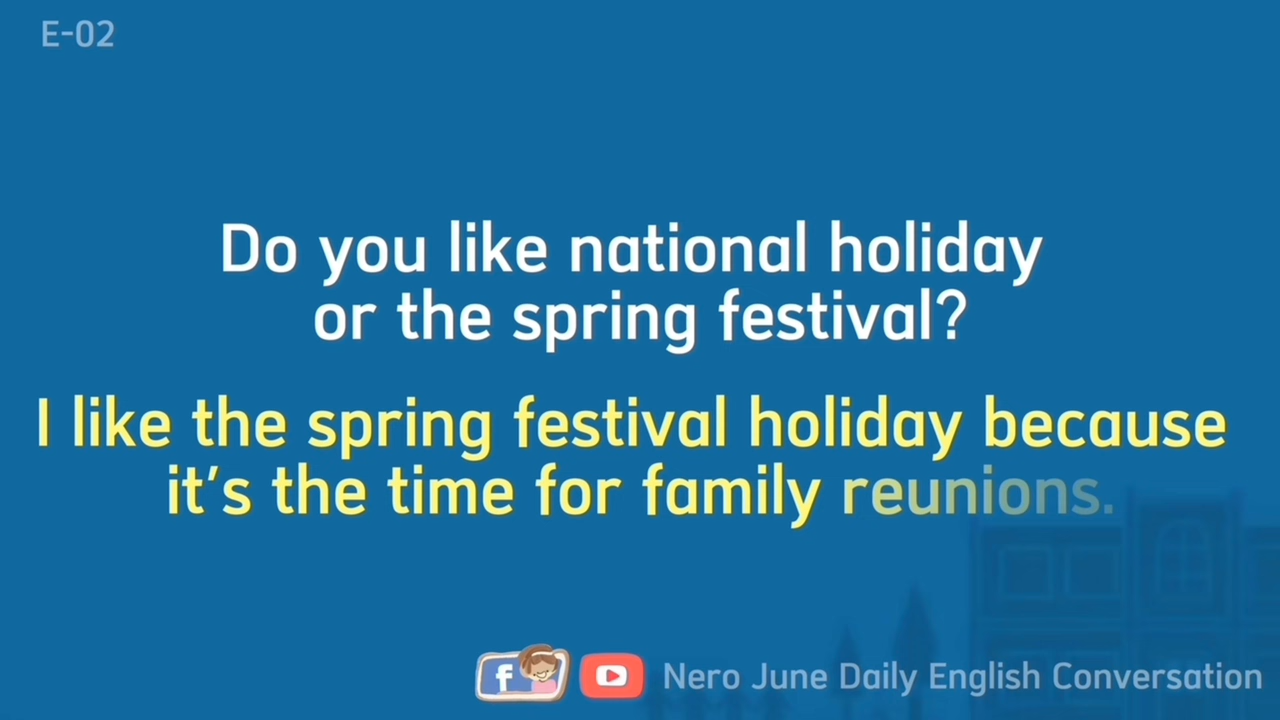 E-02
Do you like national holiday
or the spring festival?
I like the spring festival holiday because
it's the time for family reunions.
f
Nero June Daily English Conversation